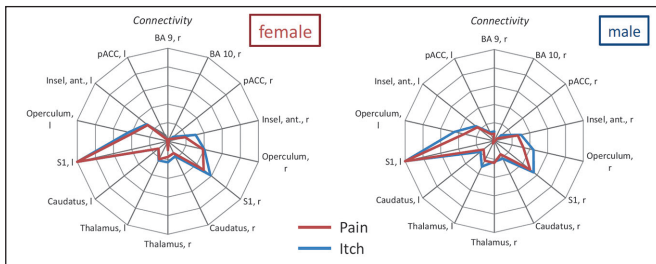 Connectivity
female
BA 9, r
pACC, l
BA 10, r
Insel, ant., l
pACC, r
Operculum,
l
Insel, ant., r
S1, l
Operculum,
r
Caudatus, l
S1, r
Thalamus, l
Caudatus, r
Thalamus, r
Connectivity
male
BA 9, r
pACC, l
BA 10, r
Insel, ant., l
pACC, r
Operculum,
l
Insel, ant., r
S1, l
Operculum,
r
Caudatus, l
S1, r
Thalamus, l
Caudatus, r
Thalamus, r
Pain
Itch